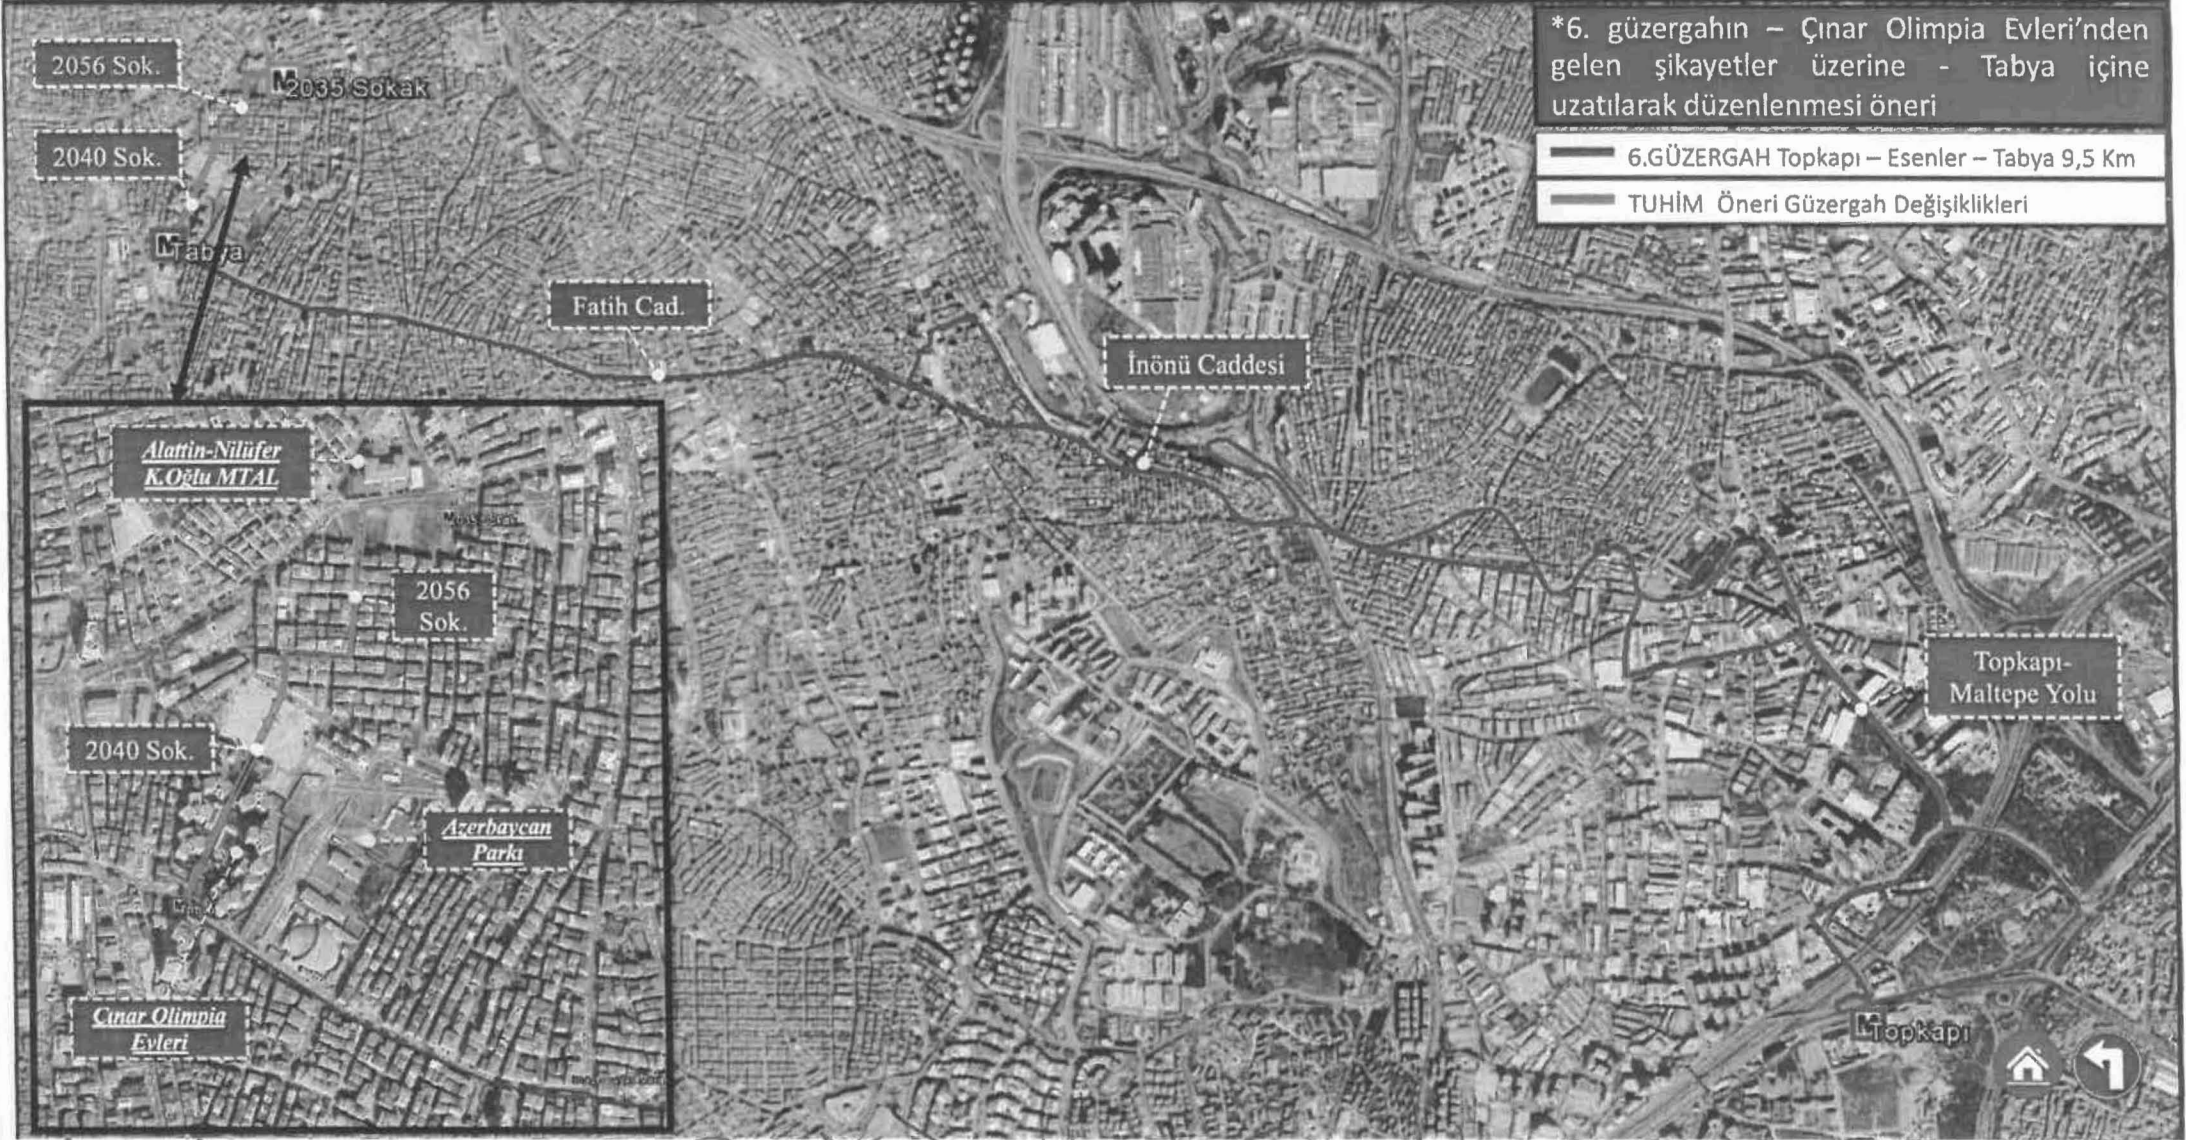 *6. güzergahın – Çınar Olimpia Evleri'nden
gelen şikayetler üzerine - Tabya içine
uzatılarak düzenlenmesi öneri
6.GÜZERGAH Topkapı – Esenler – Tabya 9,5 Km
TUHİM Öneri Güzergah Değişiklikleri
2056 Sok.
2035 Sokak
2040 Sok.
Tabya
Fatih Cad.
İnönü Caddesi
Topkapı-
Maltepe Yolu
Topkapı
Alattin-Nilüfer
K.Oğlu MTAL
2056
Sok.
2040 Sok.
Azerbaycan
Parkı
Çınar Olimpia
Evleri